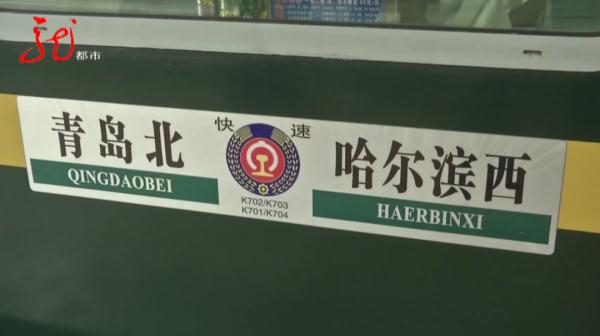 都市
青岛北
QINGDAOBEI
快 速
K702/K703
K701/K704
哈尔滨西
HAERBINXI